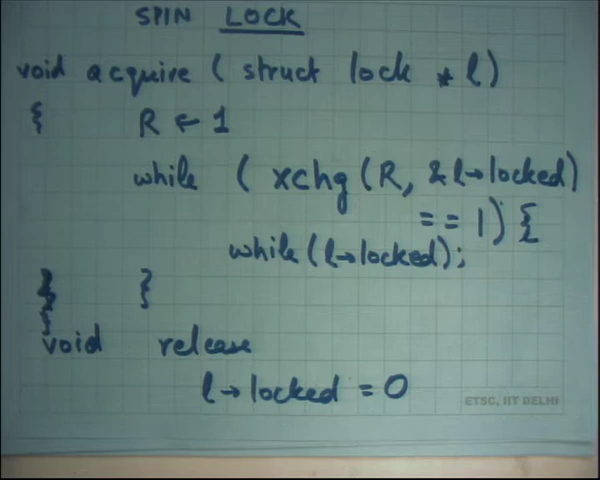 SPIN LOCK
void acquire ( struct lock * l)
{ R ← 1
while ( xchg (R, &l→locked)
== 1) {
while (l→locked);
} }
void release
l→locked = 0
ETSC, IIT DELHI